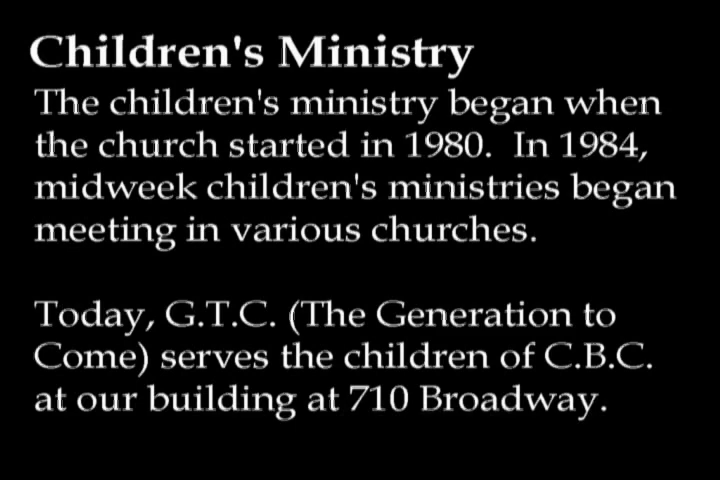 Children's Ministry
The children's ministry began when
the church started in 1980.  In 1984,
midweek children's ministries began
meeting in various churches.
Today, G.T.C. (The Generation to
Come) serves the children of C.B.C.
at our building at 710 Broadway.